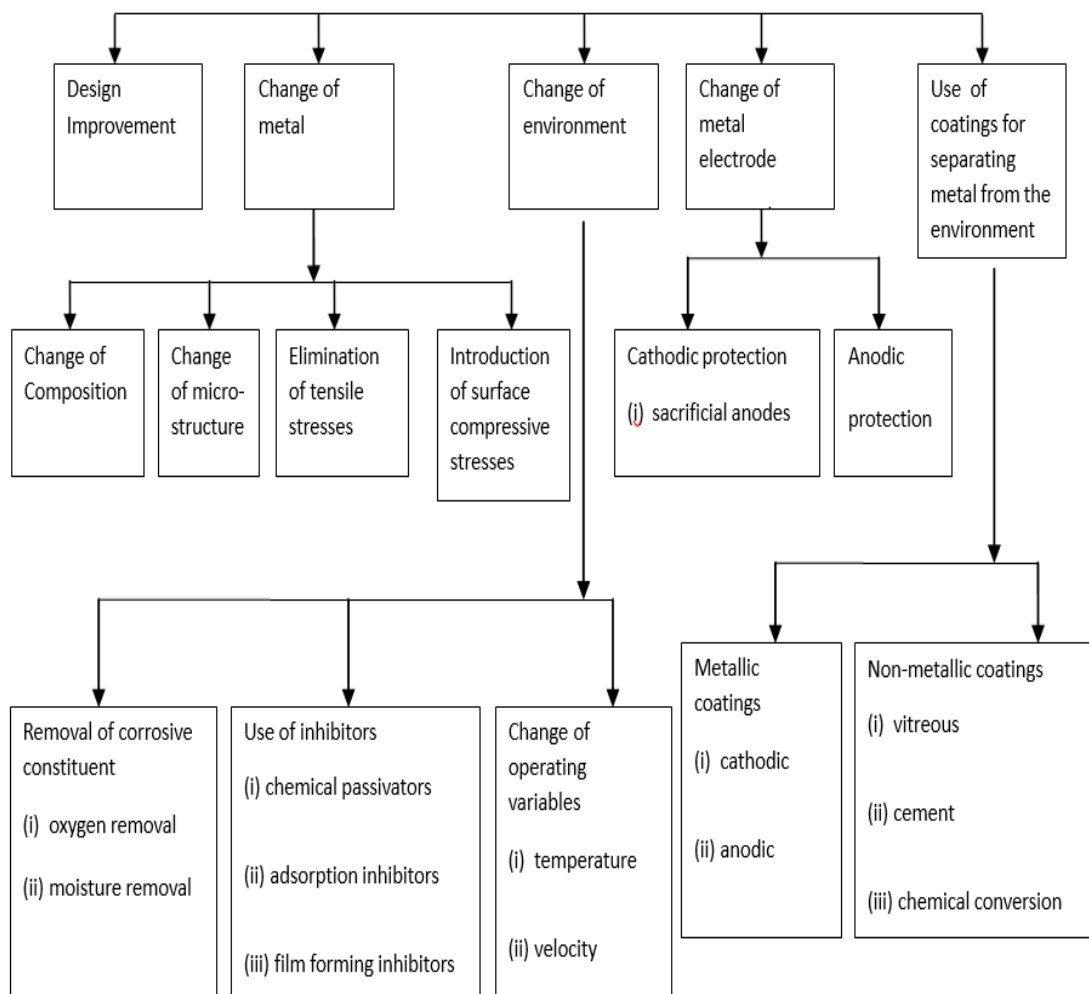 Design
Improvement
Change of
metal
Change of
environment
Change of
metal
electrode
Use of
coatings for
separating
metal from the
environment
Change of
Composition
Change
of micro-
structure
Elimination
of tensile
stresses
Introduction
of surface
compressive
stresses
Cathodic protection
(i) sacrificial anodes
Anodic
protection
Removal of corrosive
constituent
(i) oxygen removal
(ii) moisture removal
Use of inhibitors
(i) chemical passivators
(ii) adsorption inhibitors
(iii) film forming inhibitors
Change of
operating
variables
(i) temperature
(ii) velocity
Metallic
coatings
(i) cathodic
(ii) anodic
Non-metallic coatings
(i) vitreous
(ii) cement
(iii) chemical conversion